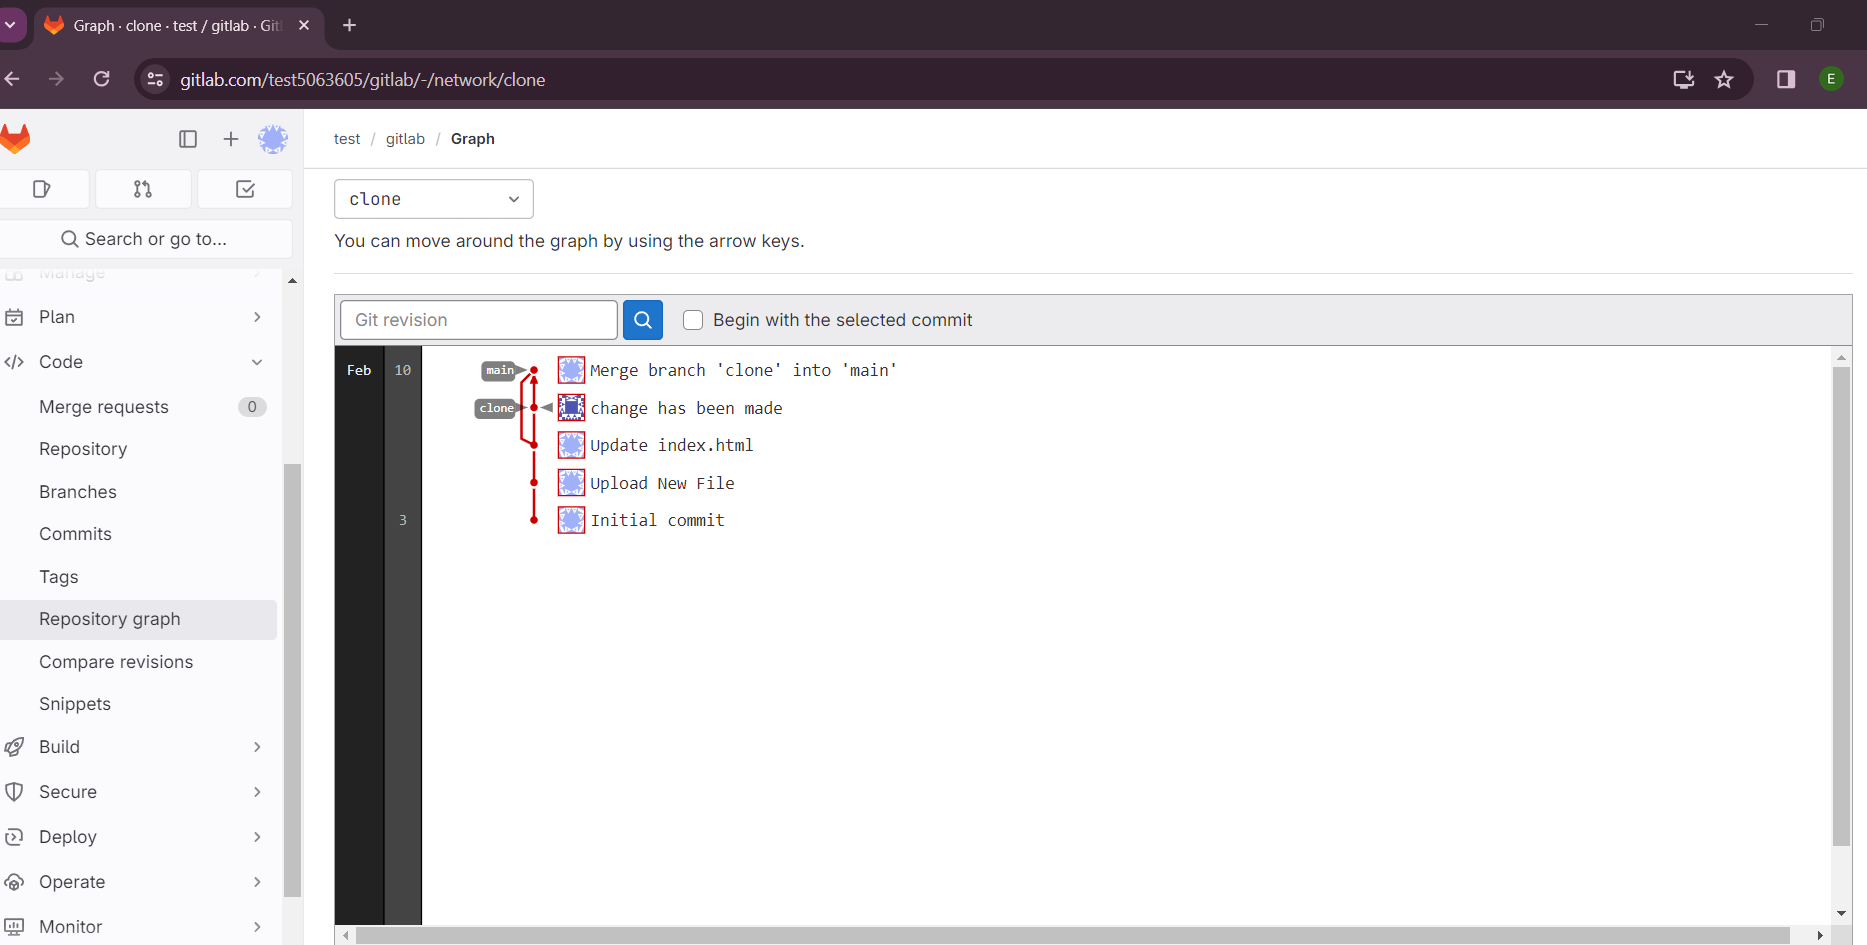 Graph · clone · test / gitlab · Git
gitlab.com/test5063605/gitlab/-/network/clone
E
test / gitlab / Graph
clone
Search or go to...
You can move around the graph by using the arrow keys.
Manage
Plan
Git revision
Begin with the selected commit
Code
Feb 10 main Merge branch 'clone' into 'main'
Merge requests 0
clone change has been made
Repository
Update index.html
Branches
Upload New File
Commits
3 Initial commit
Tags
Repository graph
Compare revisions
Snippets
Build
Secure
Deploy
Operate
Monitor